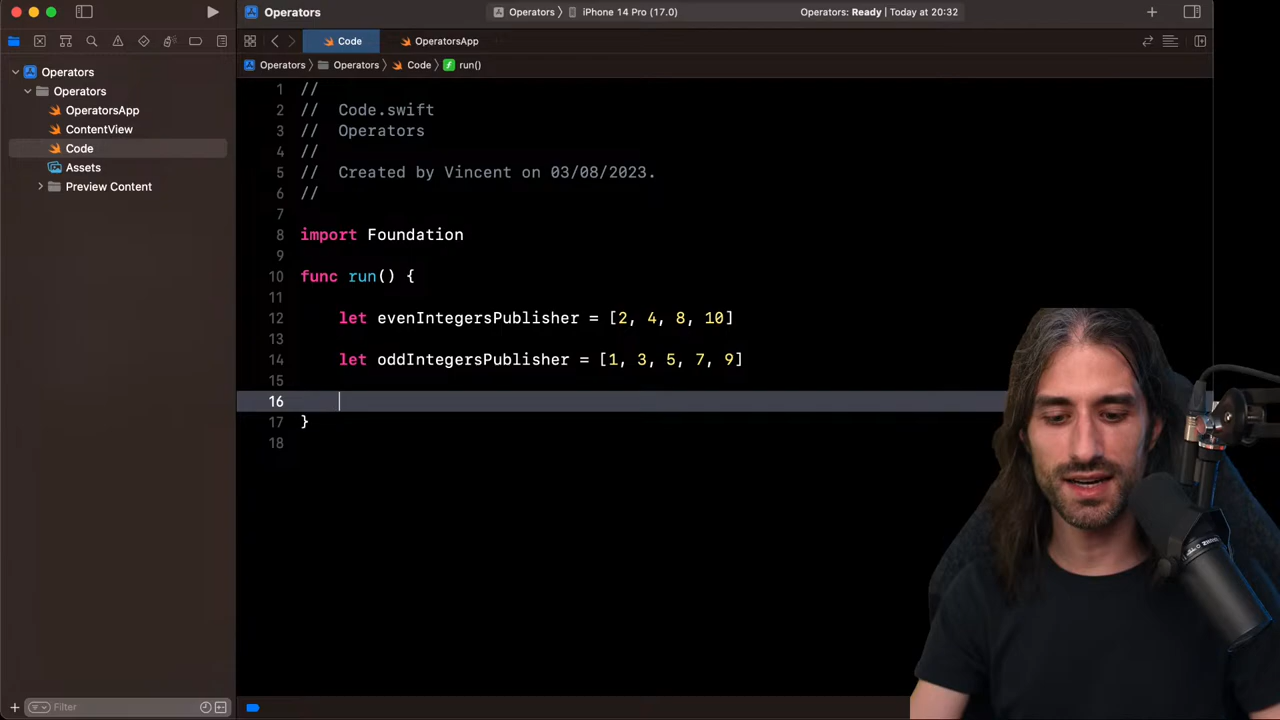 Operators
Operators 〉 iPhone 14 Pro (17.0)
Operators: Ready | Today at 20:32
Code
OperatorsApp
Operators 〉 Operators 〉 Code 〉 run()
Operators
Operators
OperatorsApp
ContentView
Code
Assets
Preview Content
Filter
1 //
2 //  Code.swift
3 //  Operators
4 //
5 //  Created by Vincent on 03/08/2023.
6 //
7
8 import Foundation
9
10 func run() {
11
12     let evenIntegersPublisher = [2, 4, 8, 10]
13
14     let oddIntegersPublisher = [1, 3, 5, 7, 9]
15
16
17 }
18